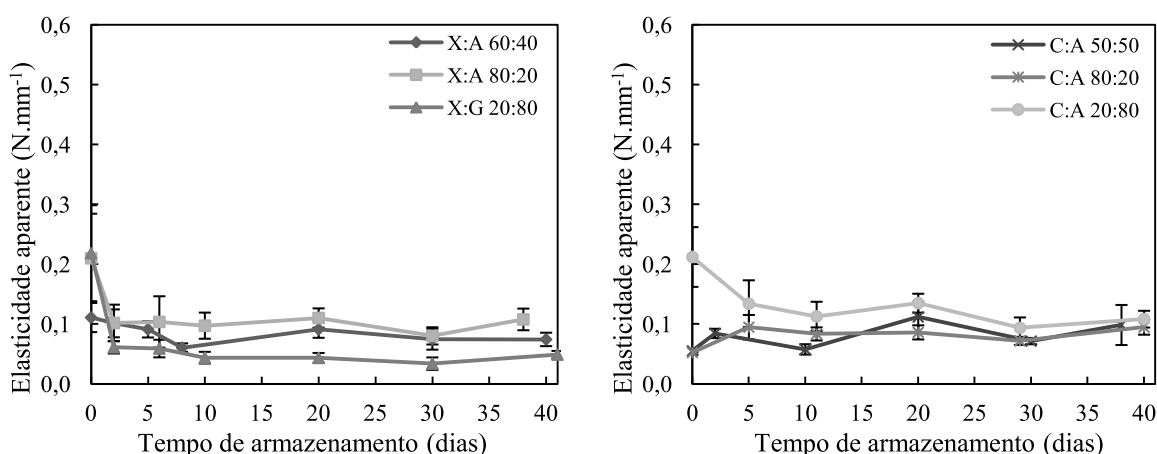 0,6
0,5
0,4
0,3
0,2
0,1
0,0
Elasticidade aparente (N.mm⁻¹)
X:A 60:40
X:A 80:20
X:G 20:80
0 5 10 15 20 25 30 35 40
Tempo de armazenamento (dias)
0,6
0,5
0,4
0,3
0,2
0,1
0,0
Elasticidade aparente (N.mm⁻¹)
C:A 50:50
C:A 80:20
C:A 20:80
0 5 10 15 20 25 30 35 40
Tempo de armazenamento (dias)